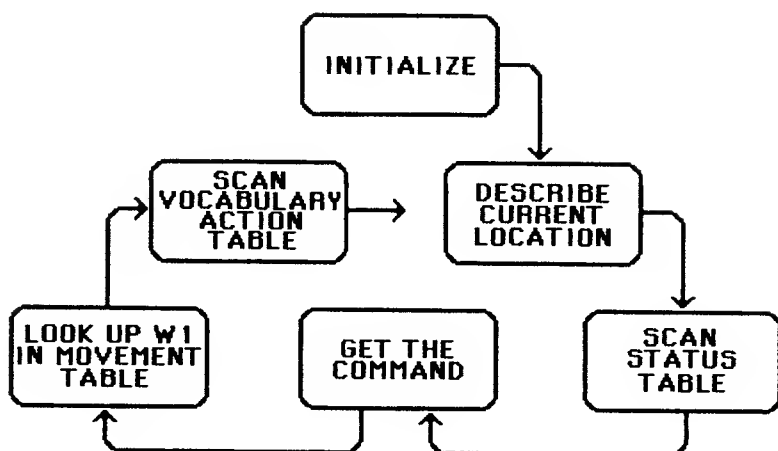 INITIALIZE
SCAN
VOCABULARY
ACTION
TABLE
DESCRIBE
CURRENT
LOCATION
LOOK UP W1
IN MOVEMENT
TABLE
GET THE
COMMAND
SCAN
STATUS
TABLE